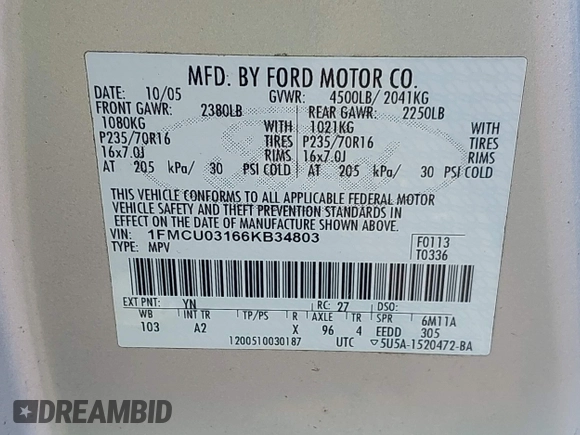 MFD. BY FORD MOTOR CO.
DATE: 10/05 GVWR: 4500LB/ 2041KG
FRONT GAWR: 2380LB REAR GAWR: 2250LB
1080KG 1021KG
P235/70R16 TIRES P235/70R16 TIRES
16x7.0J RIMS 16x7.0J RIMS
AT 205 kPa/ 30 PSI COLD AT 205 kPa/ 30 PSI COLD
THIS VEHICLE CONFORMS TO ALL APPLICABLE FEDERAL MOTOR
VEHICLE SAFETY AND THEFT PREVENTION STANDARDS IN
EFFECT ON THE DATE OF MANUFACTURE SHOWN ABOVE.
VIN: 1FMCU03166KB34803 F0113
TYPE: MPV T0336
EXT PNT: YN RC: 27 DSO:
WB INT TR TP/PS R AXLE TR SPR 6M11A
103 A2 X 96 4 EEDD 305
1200510030187 UTC 5U5A-1520472-BA
DREAMBID